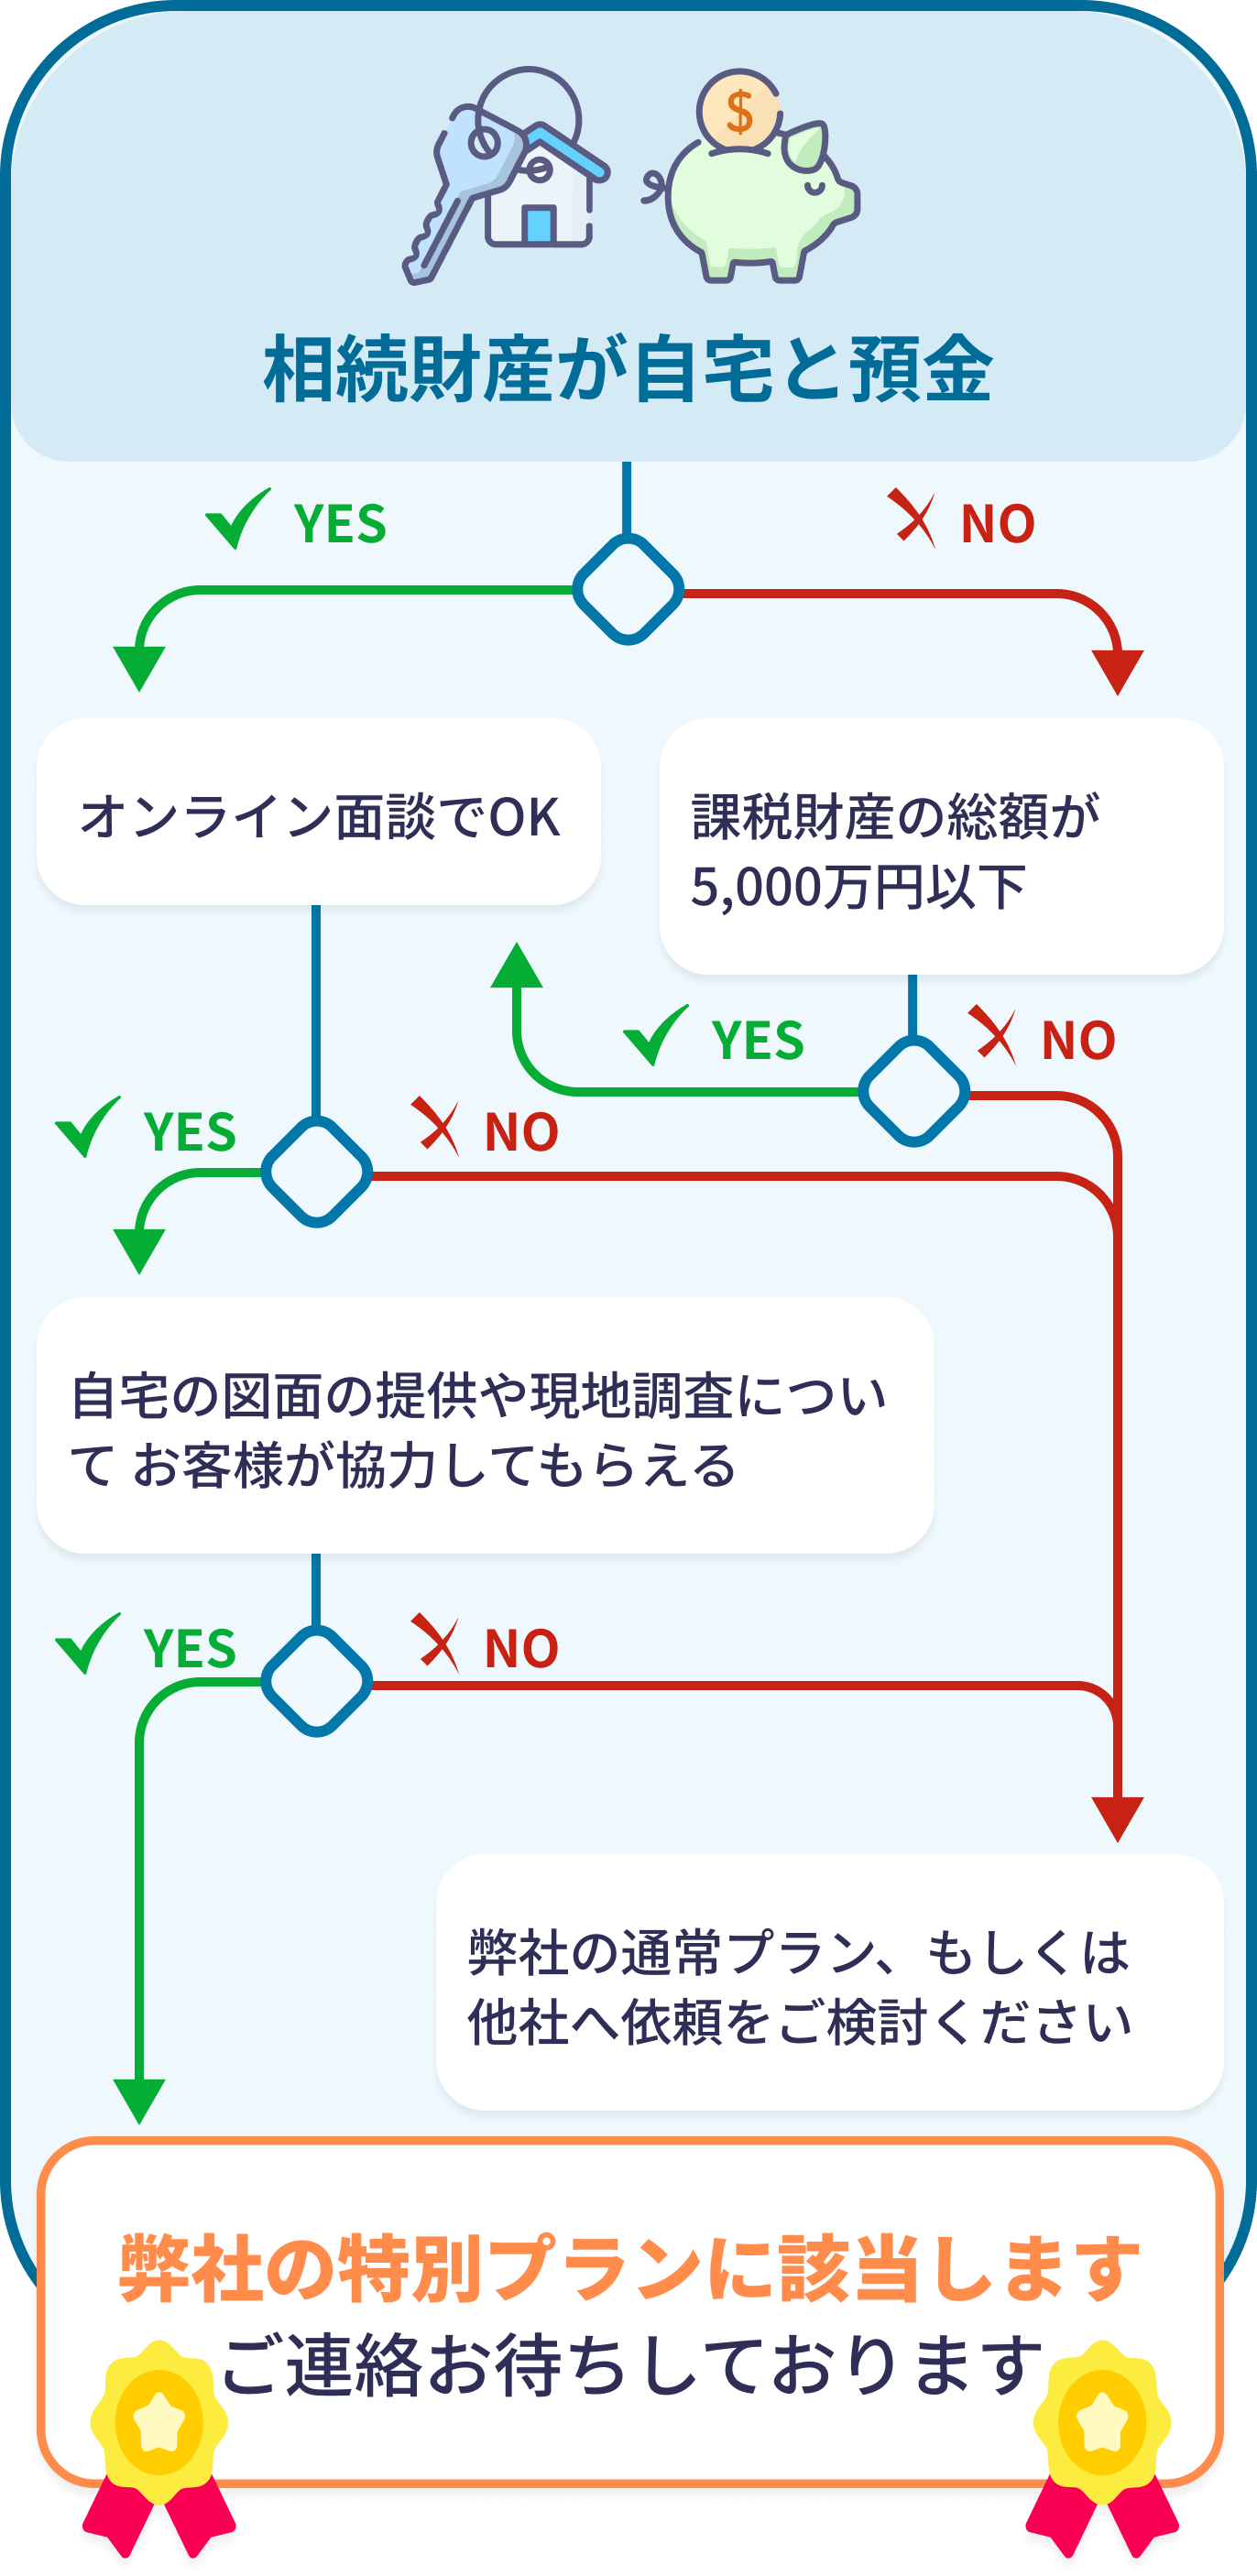 $
相続財産が自宅と預金
YES
NO
オンライン面談でOK
課税財産の総額が
5,000万円以下
YES
NO
YES
NO
自宅の図面の提供や現地調査につい
て お客様が協力してもらえる
YES
NO
弊社の通常プラン、もしくは
他社へ依頼をご検討ください
弊社の特別プランに該当します
ご連絡お待ちしております